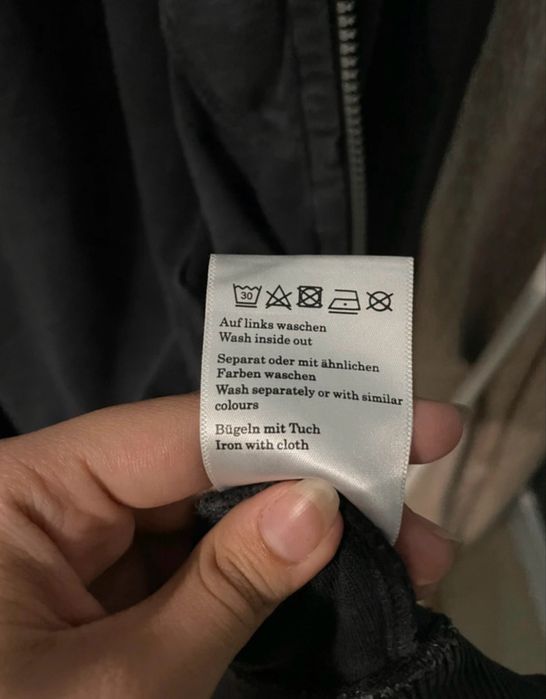 30
Auf links waschen
Wash inside out
Separat oder mit ähnlichen
Farben waschen
Wash separately or with similar
colours
Bügeln mit Tuch
Iron with cloth